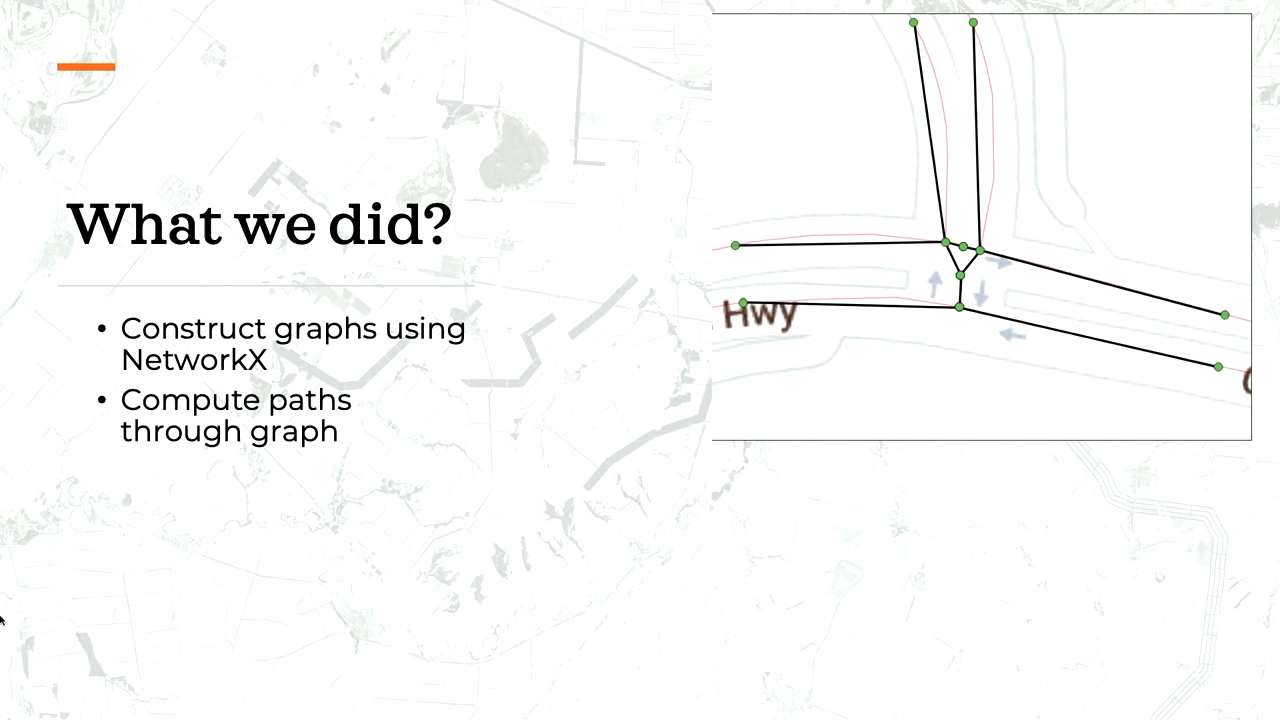 What we did?
• Construct graphs using
NetworkX
• Compute paths
through graph
Hwy